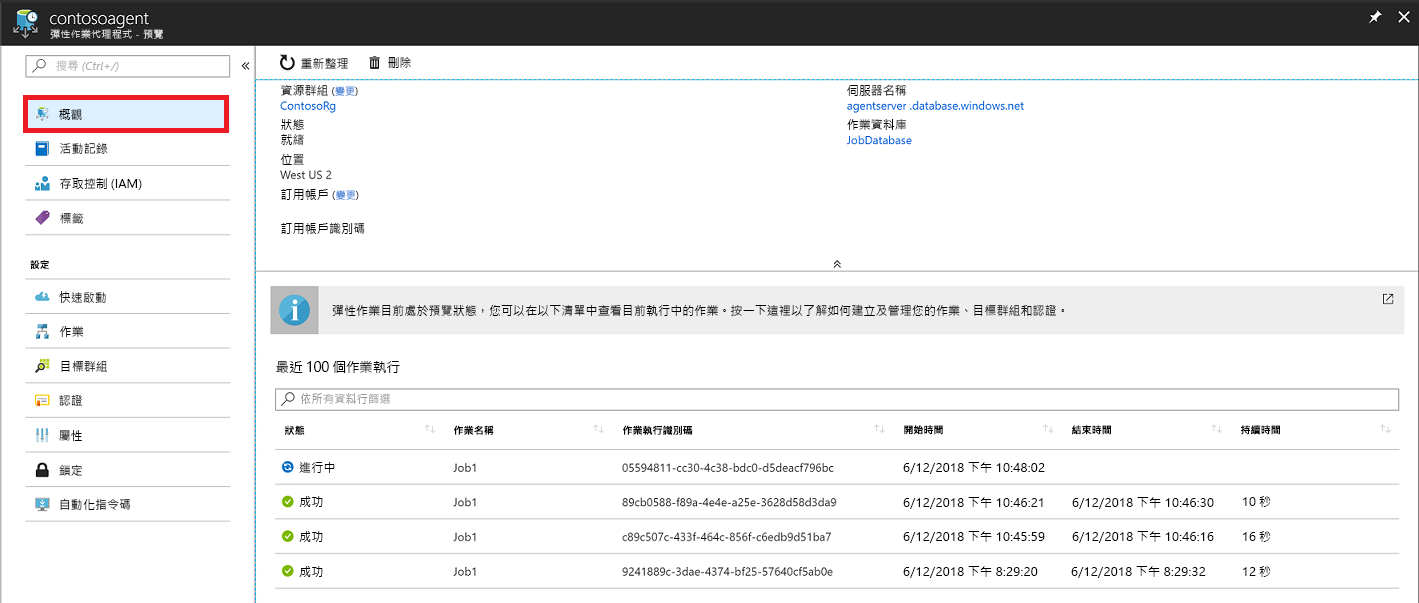 contosoagent
彈性作業代理程式 - 預覽
搜尋 (Ctrl+/)
«
概觀
活動記錄
存取控制 (IAM)
標籤
設定
快速啟動
作業
目標群組
認證
屬性
鎖定
自動化指令碼
重新整理 刪除
資源群組 (變更)
ContosoRg
狀態
就緒
位置
West US 2
訂用帳戶 (變更)
訂用帳戶識別碼
伺服器名稱
agentserver .database.windows.net
作業資料庫
JobDatabase
彈性作業目前處於預覽狀態，您可以在以下清單中查看目前執行中的作業。按一下這裡以了解如何建立及管理您的作業、目標群組和認證。
最近 100 個作業執行
依所有資料行篩選
狀態 作業名稱 作業執行識別碼 開始時間 結束時間 持續時間
進行中 Job1 05594811-cc30-4c38-bdc0-d5deacf796bc 6/12/2018 下午 10:48:02
成功 Job1 89cb0588-f89a-4e4e-a25e-3628d58d3da9 6/12/2018 下午 10:46:21 6/12/2018 下午 10:46:30 10 秒
成功 Job1 c89c507c-433f-464c-856f-c6edb9d51ba7 6/12/2018 下午 10:45:59 6/12/2018 下午 10:46:16 16 秒
成功 Job1 9241889c-3dae-4374-bf25-57640cf5ab0e 6/12/2018 下午 8:29:20 6/12/2018 下午 8:29:32 12 秒